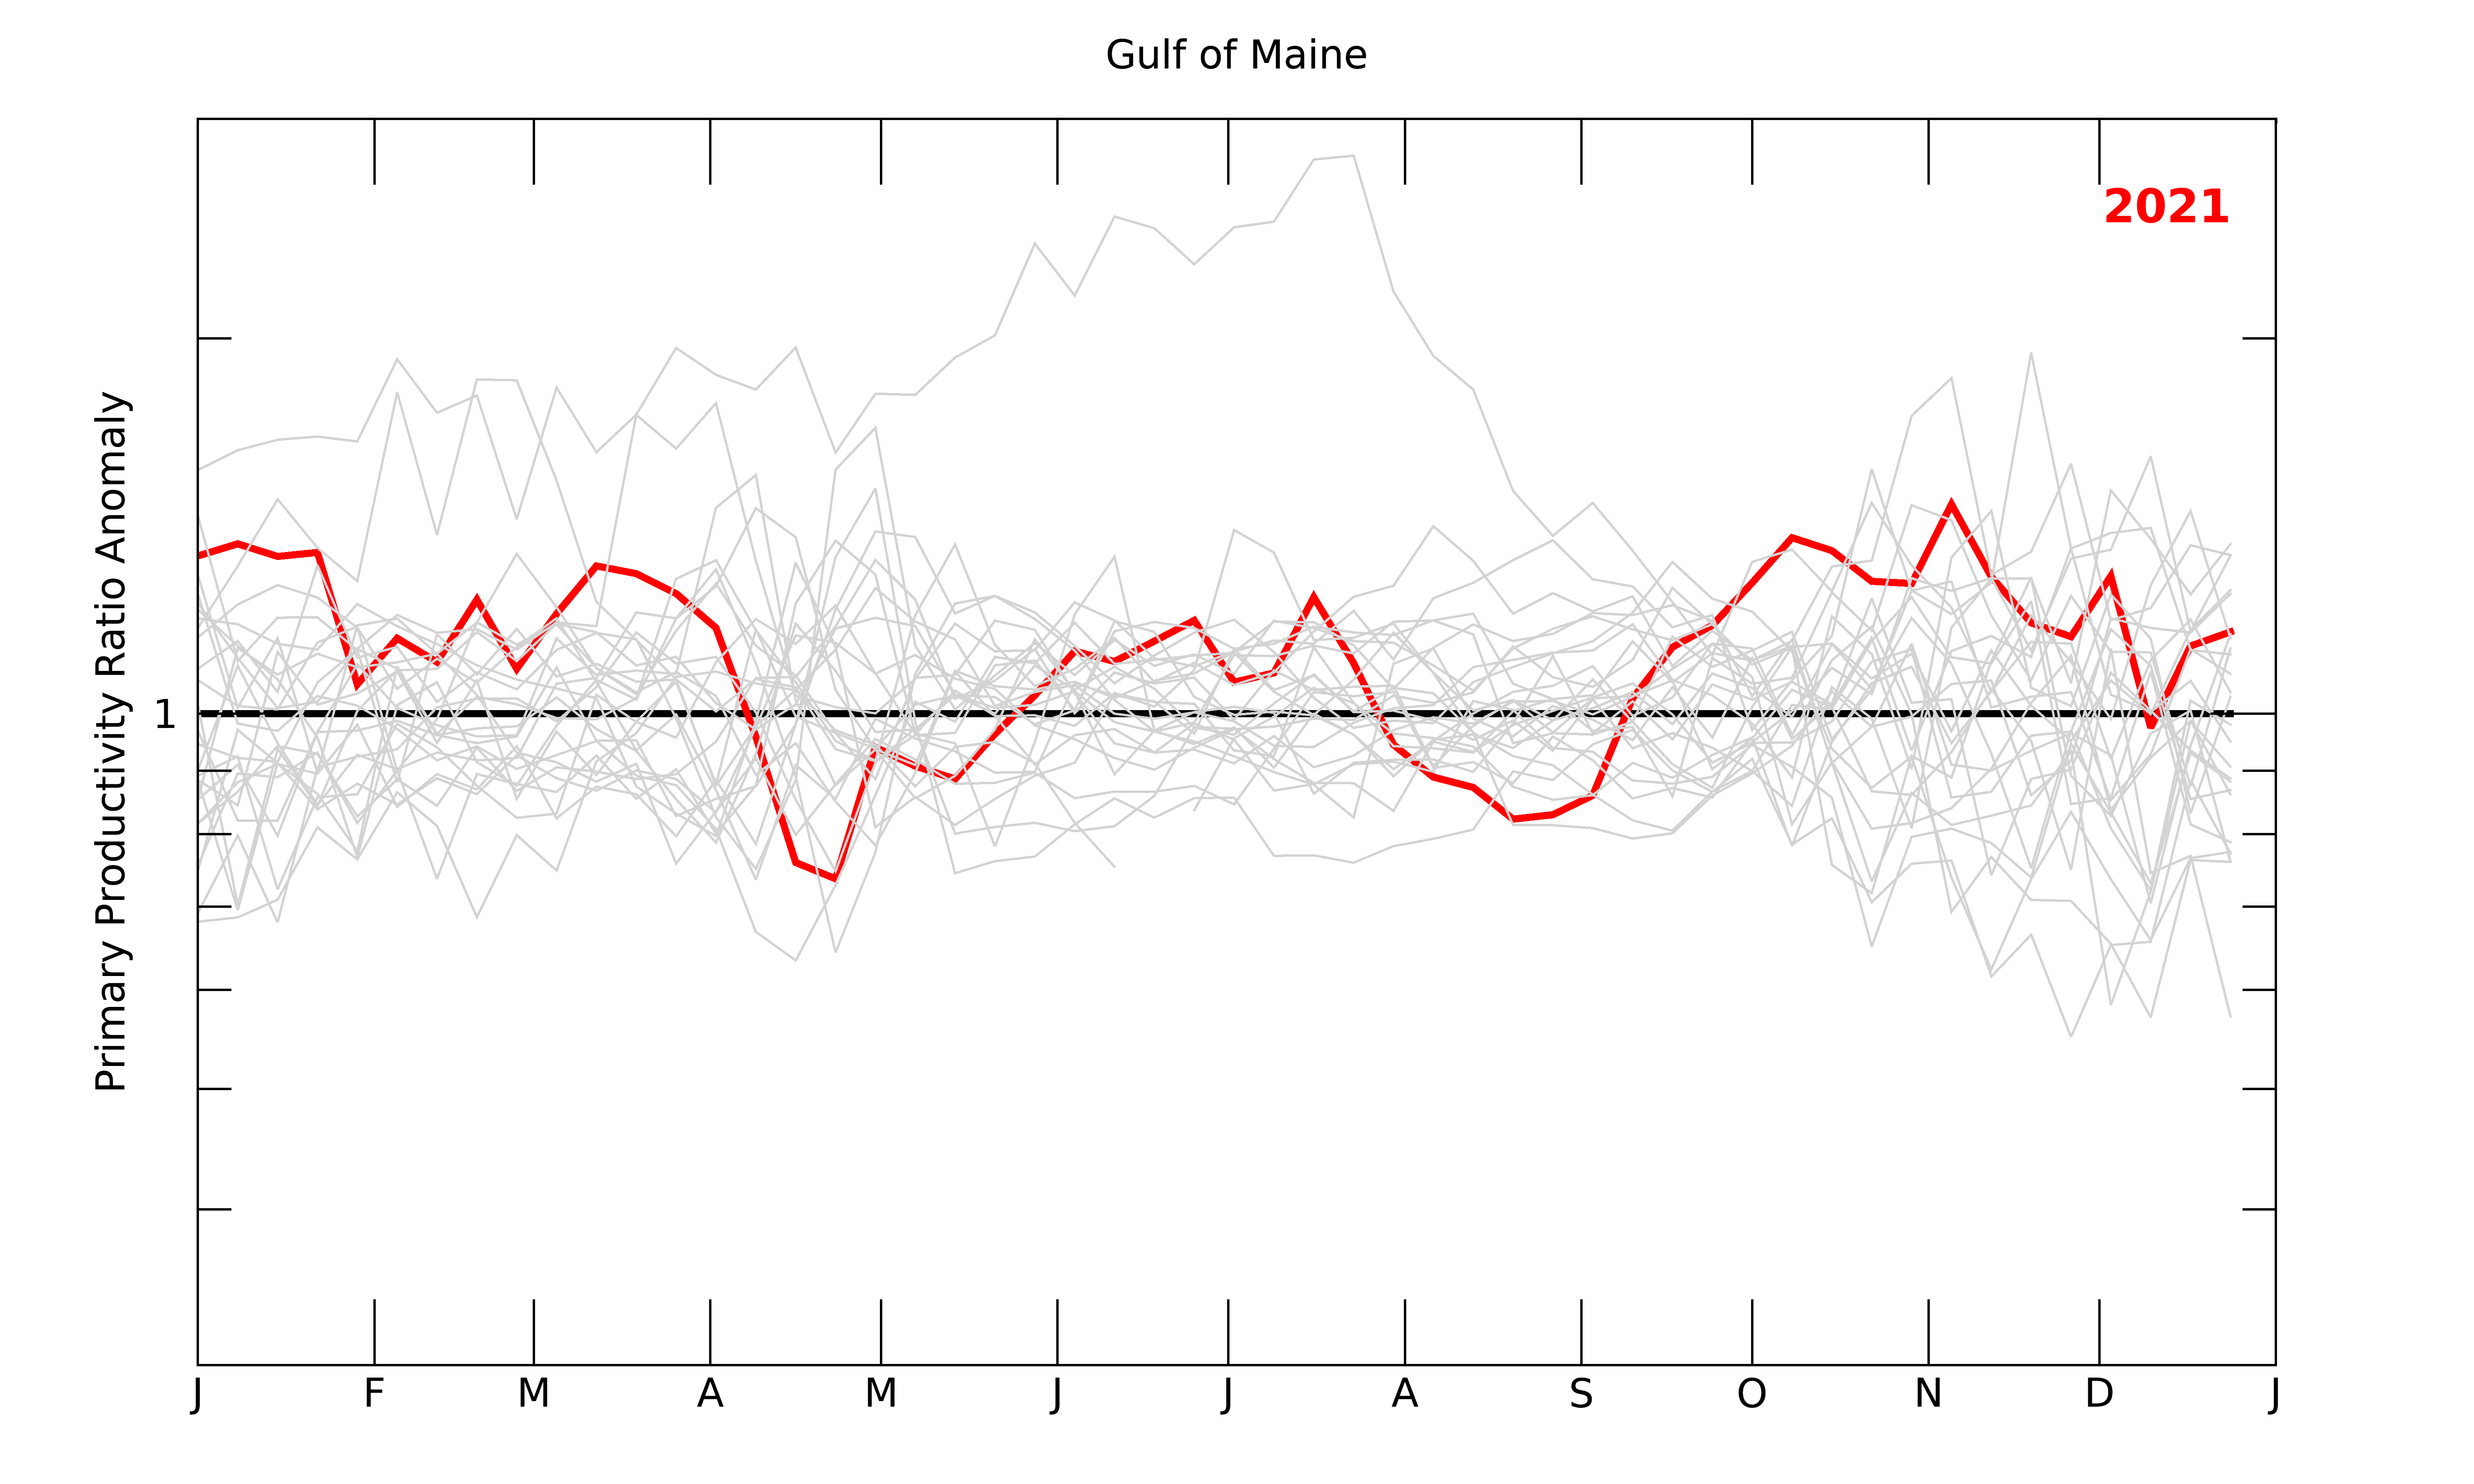 Gulf of Maine
2021
Primary Productivity Ratio Anomaly
1
J F M A M J J A S O N D J